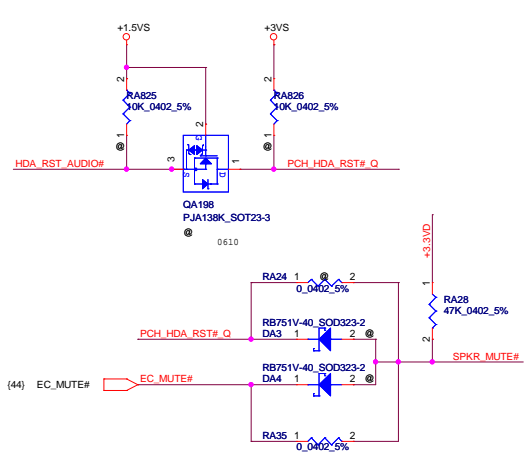 +1.5VS +3VS
2 RA825 2 RA826
10K_0402_5% 10K_0402_5%
1 @ 1 @
2
G
HDA_RST_AUDIO# 3 S D 1 PCH_HDA_RST#_Q
QA198
PJA138K_SOT23-3
@ 0610
+3.3VD
RA24 1 @ 2
0_0402_5%
1 RA28
47K_0402_5%
2
RB751V-40_SOD323-2
PCH_HDA_RST#_Q DA3 1 2 @
SPKR_MUTE#
RB751V-40_SOD323-2
{44} EC_MUTE# EC_MUTE# DA4 1 2 @
RA35 1 2
0_0402_5%